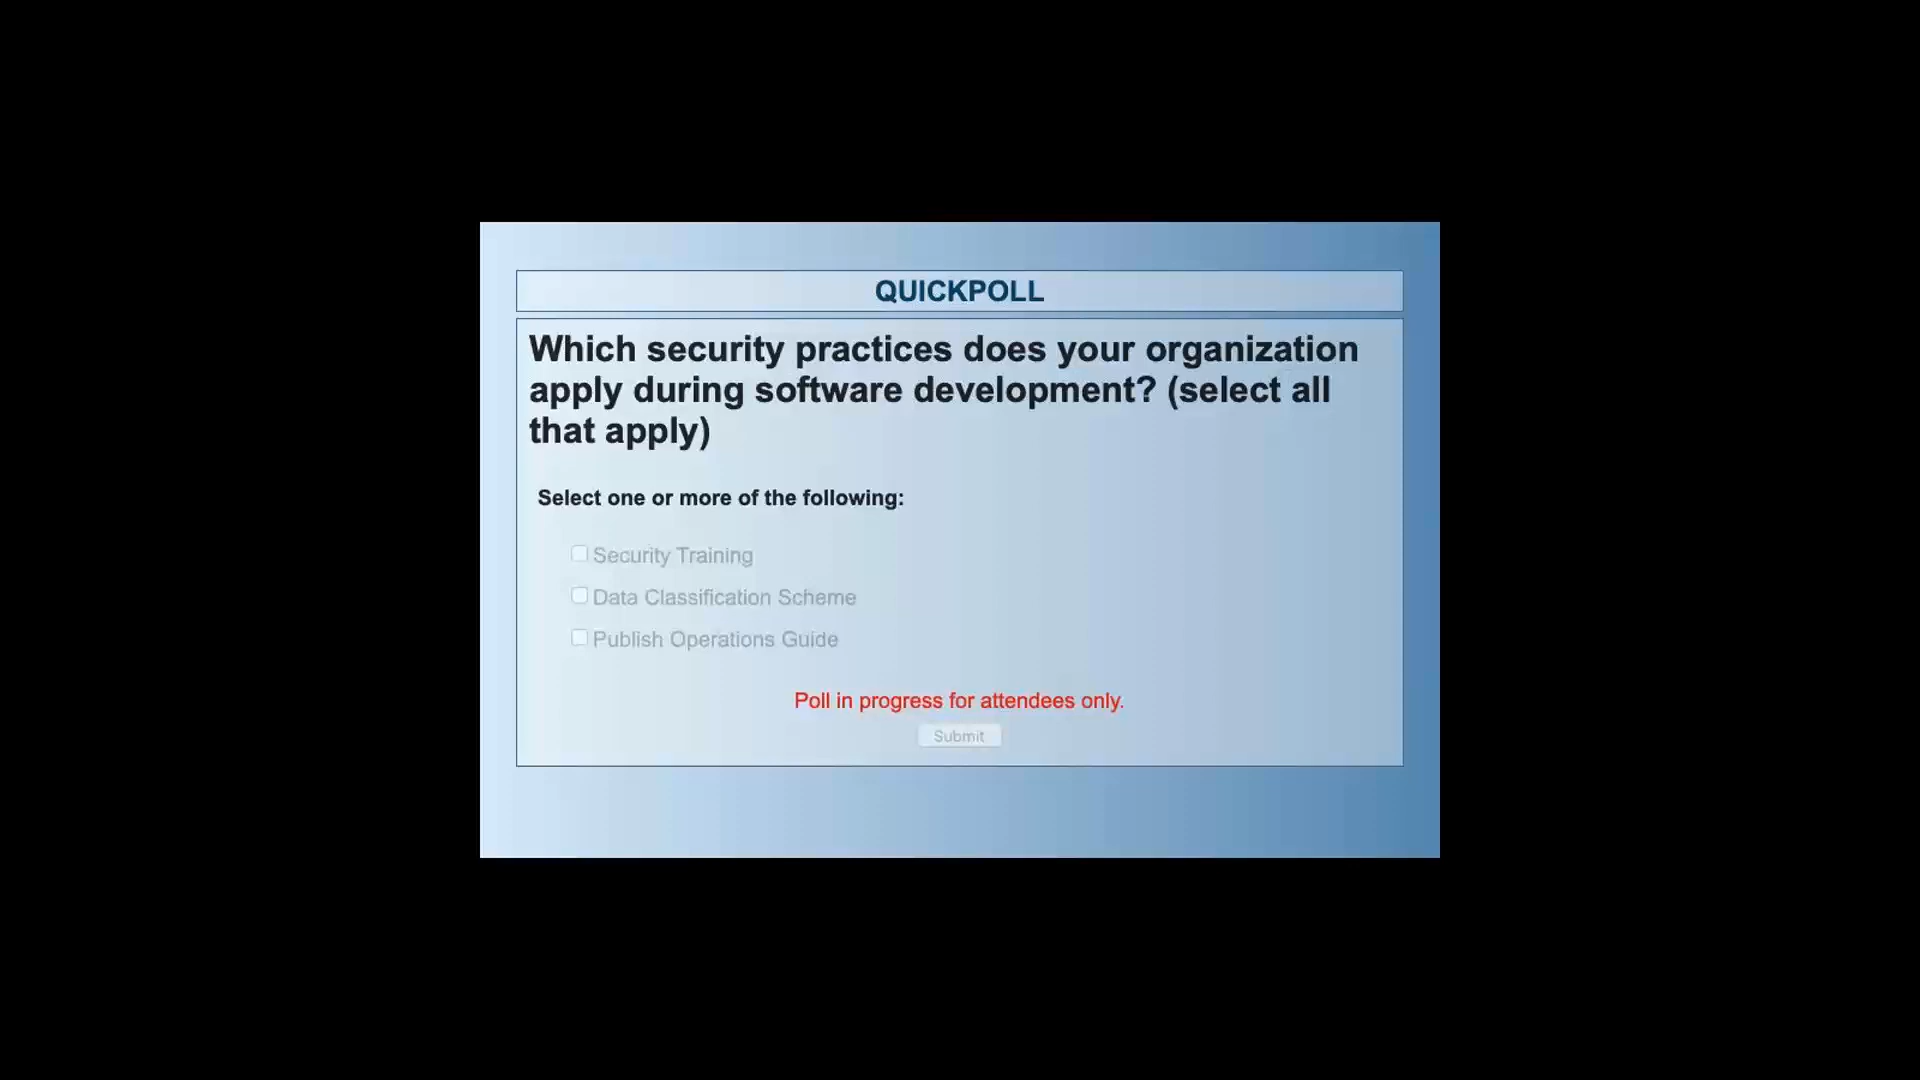 QUICKPOLL
Which security practices does your organization
apply during software development? (select all
that apply)
Select one or more of the following:
Security Training
Data Classification Scheme
Publish Operations Guide
Poll in progress for attendees only.
Submit